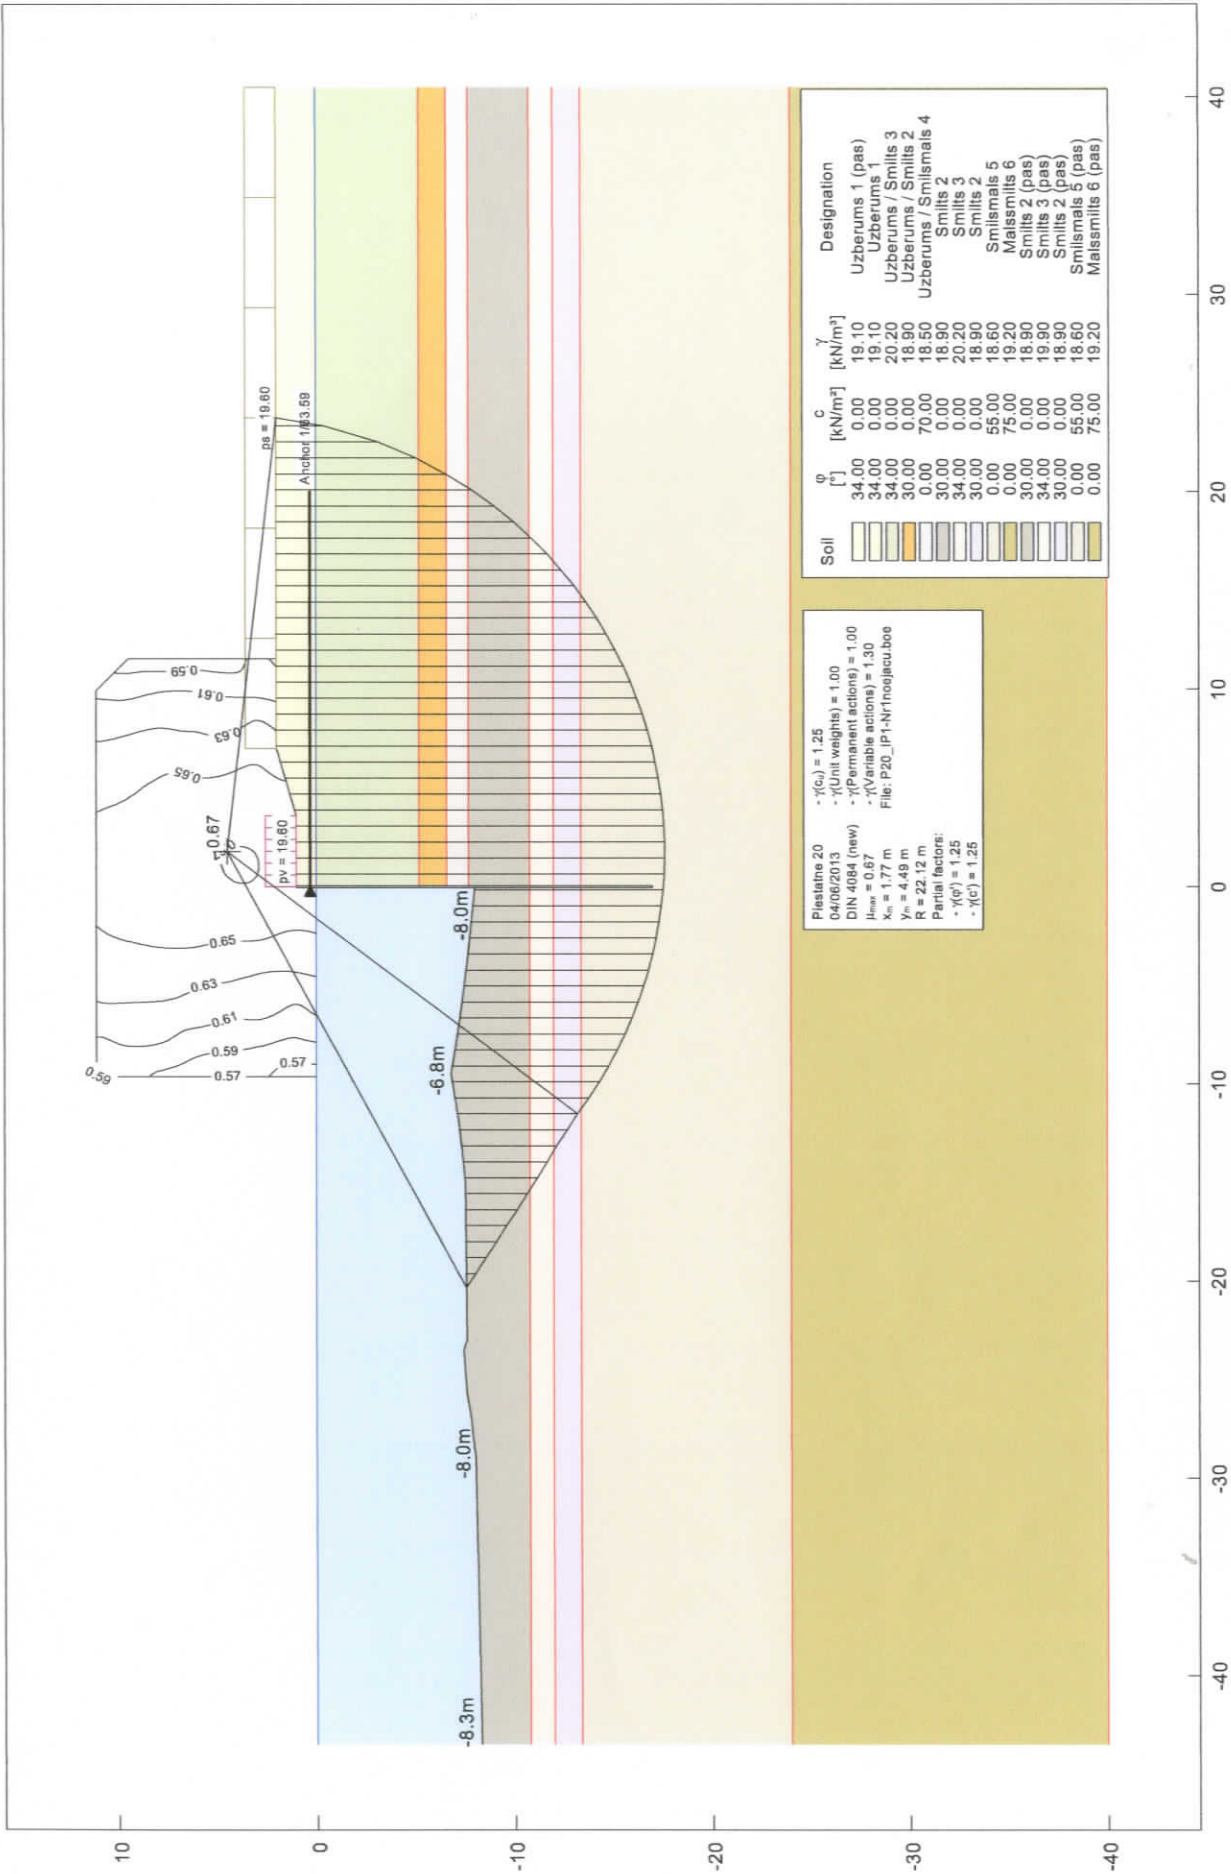 10
0
-10
-20
-30
-40
-40
-30
-20
-10
0
10
20
30
40
0.59
0.57
0.59
0.61
0.63
0.65
0.57
0.67
0.65
0.63
0.61
0.59
pv = 19.60
pa = 19.60
Anchor 1/63.59
-8.3m
-8.0m
-6.8m
-8.0m
Piestatne 20
04/06/2013
DIN 4084 (new)
μmax = 0.67
xm = 1.77 m
ym = 4.49 m
R = 22.12 m
Partial factors:
- γ(φ') = 1.25
- γ(c') = 1.25
- γ(cu) = 1.25
- γ(Unit weights) = 1.00
- γ(Permanent actions) = 1.00
- γ(Variable actions) = 1.30
File: P20_IP1-Nr1noejacu.boe
Soil φ [°] c [kN/m²] γ [kN/m³] Designation
34.00 0.00 19.10 Uzberums 1 (pas)
34.00 0.00 19.10 Uzberums 1
34.00 0.00 20.20 Uzberums / Smilts 3
30.00 0.00 18.90 Uzberums / Smilts 2
0.00 70.00 18.50 Uzberums / Smilsmals 4
30.00 0.00 18.90 Smilts 2
34.00 0.00 20.20 Smilts 3
30.00 0.00 18.90 Smilts 2
0.00 55.00 18.60 Smilsmals 5
0.00 75.00 19.20 Malssmilts 6
30.00 0.00 18.90 Smilts 2 (pas)
34.00 0.00 19.90 Smilts 3 (pas)
30.00 0.00 18.90 Smilts 2 (pas)
0.00 55.00 18.60 Smilsmals 5 (pas)
0.00 75.00 19.20 Malssmilts 6 (pas)